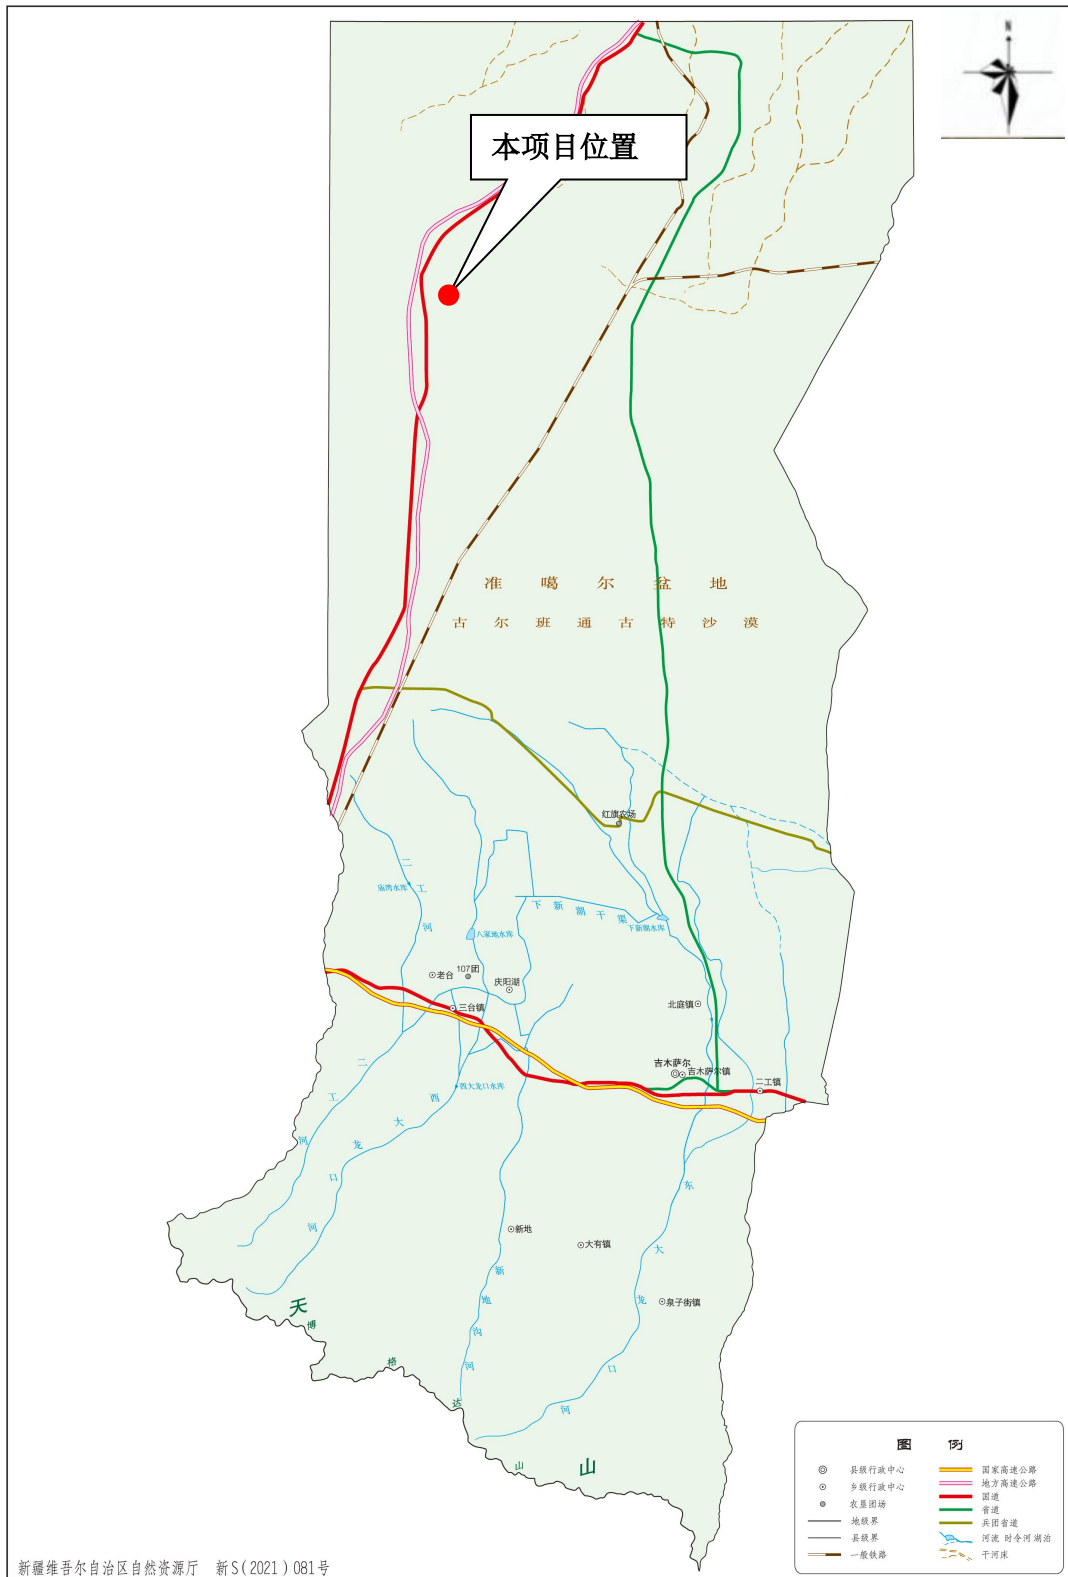 N
本项目位置
准噶尔盆地
古尔班通古特沙漠
红旗农场
二工河
庙湾水库
下新湖干渠
下新湖水库
八家地水库
老台
107团
庆阳湖
三台镇
北庭镇
吉木萨尔
吉木萨尔镇
二工镇
西大龙口水库
二工河
西大龙口河
东大龙口河
新地
大有镇
新地沟河
泉子街镇
天山
博格达山
图例
县级行政中心
乡级行政中心
农垦团场
地级界
县级界
一般铁路
国家高速公路
地方高速公路
国道
省道
兵团省道
河流 时令河 湖泊
干河床
新疆维吾尔自治区自然资源厅 新S(2021)081号